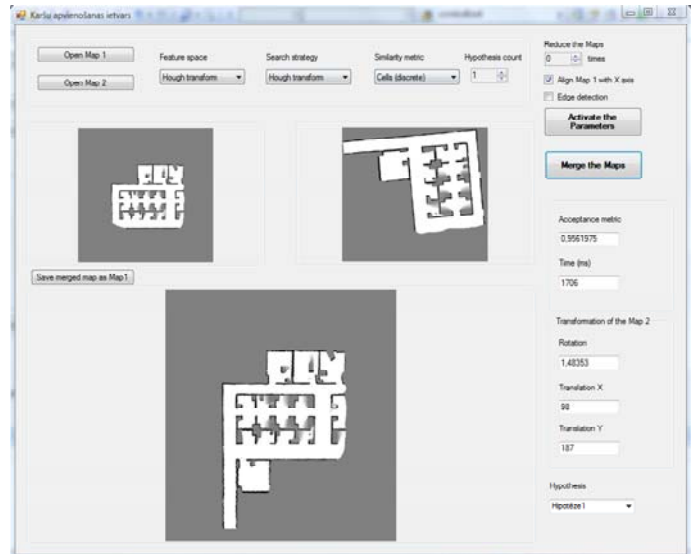 Karšu apvienošanas ietvars
Open Map 1
Open Map 2
Feature space
Hough transform
Search strategy
Hough transform
Similarity metric
Cells (discrete)
Hypothesis count
1
Reduce the Maps
0 times
Align Map 1 with X axis
Edge detection
Activate the
Parameters
Merge the Maps
Save merged map as Map1
Acceptance metric
0,9561975
Time (ms)
1706
Transformation of the Map 2
Rotation
1,48353
Translation X
98
Translation Y
187
Hypothesis
Hipotēze1